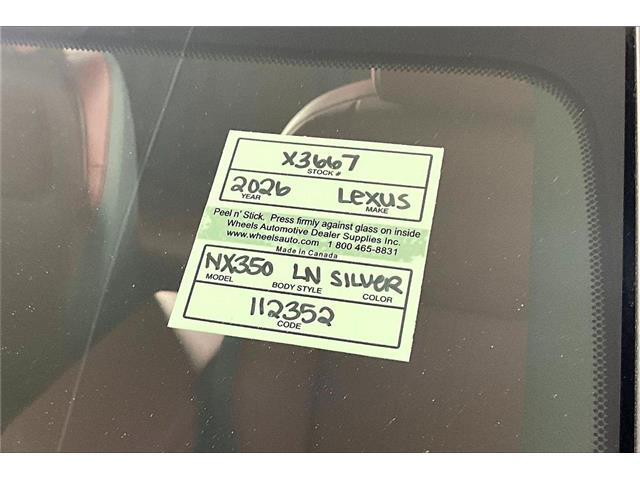 X3667
STOCK #
2026 Lexus
YEAR MAKE
Peel n' Stick. Press firmly against glass on inside
Wheels Automotive Dealer Supplies Inc.
www.wheelsauto.com 1 800 465-8831
Made in Canada
NX350 LN SILVER
MODEL BODY STYLE COLOR
112352
CODE